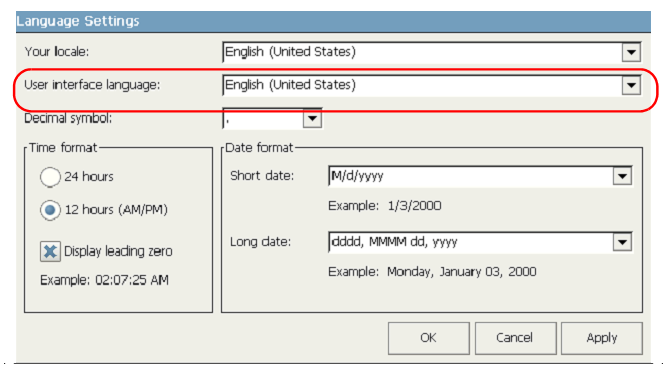 Language Settings
Your locale: English (United States)
User interface language: English (United States)
Decimal symbol: .
Time format
24 hours
12 hours (AM/PM)
Display leading zero
Example: 02:07:25 AM
Date format
Short date: M/d/yyyy
Example: 1/3/2000
Long date: dddd, MMMM dd, yyyy
Example: Monday, January 03, 2000
OK Cancel Apply